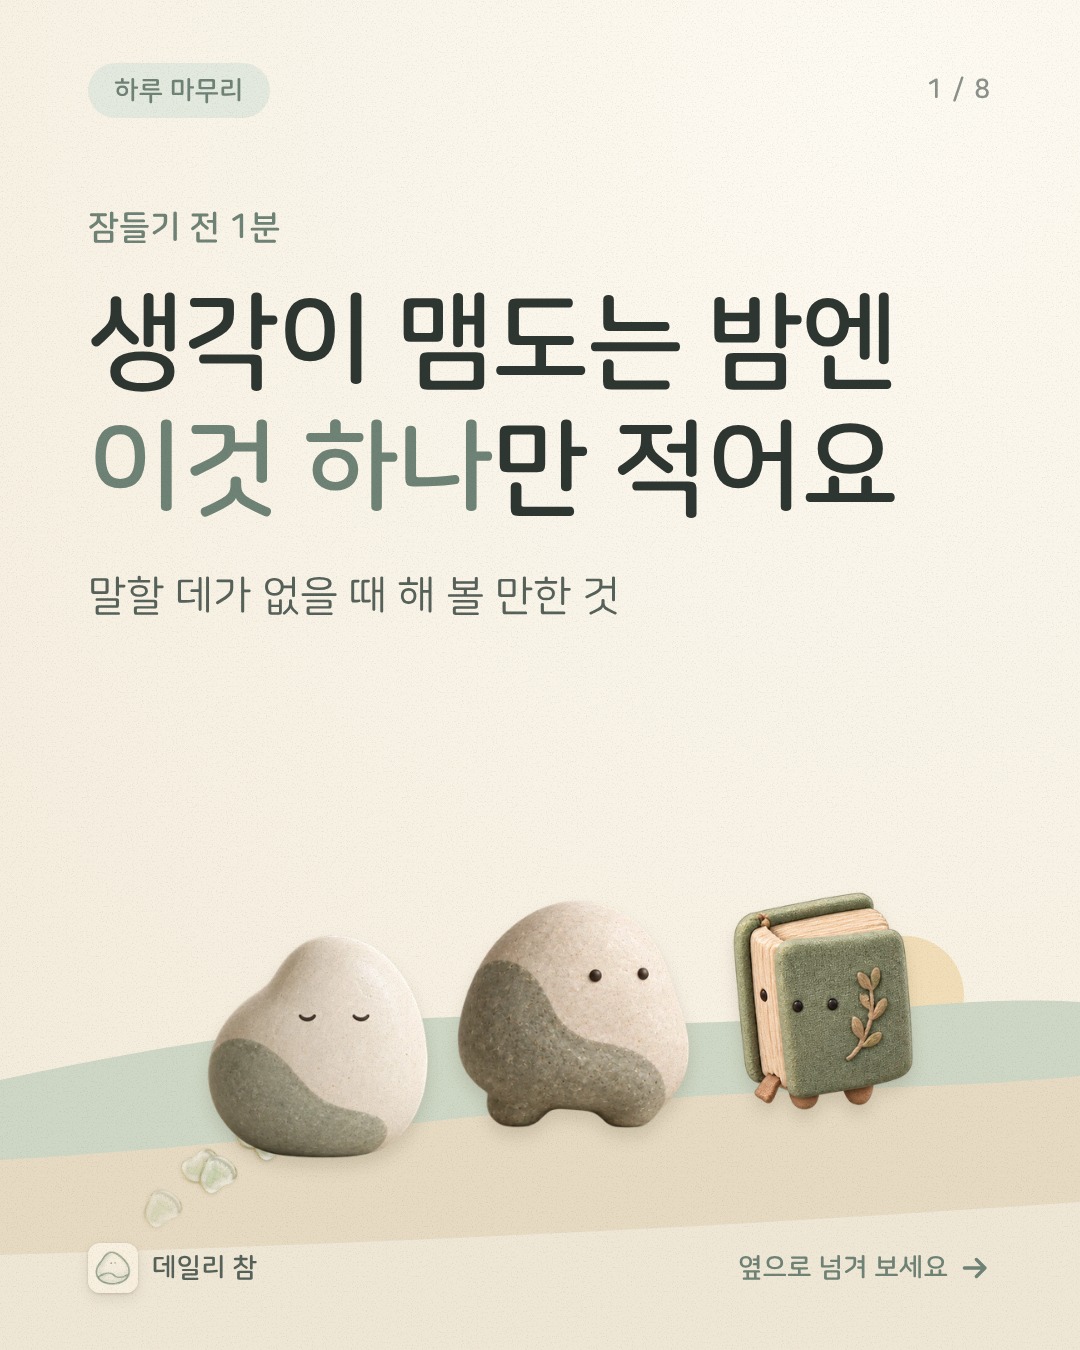 하루 마무리
1 / 8
잠들기 전 1분
생각이 맴도는 밤엔
이것 하나만 적어요
말할 데가 없을 때 해 볼 만한 것
데일리 참
옆으로 넘겨 보세요 →